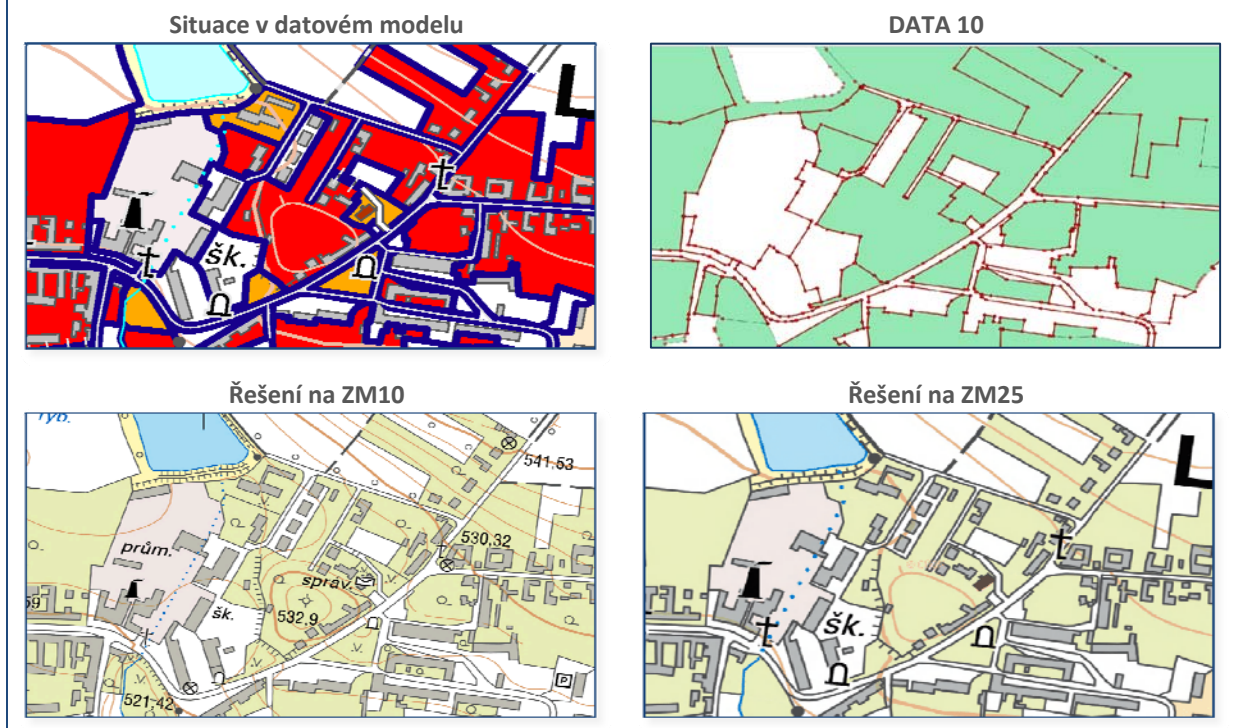 Situace v datovém modelu
DATA 10
L
šk.
Řešení na ZM10
Řešení na ZM25
ryb.
541,53
L
prům.
530,32
správ.
59
532,9
šk.
šk.
P
521,42